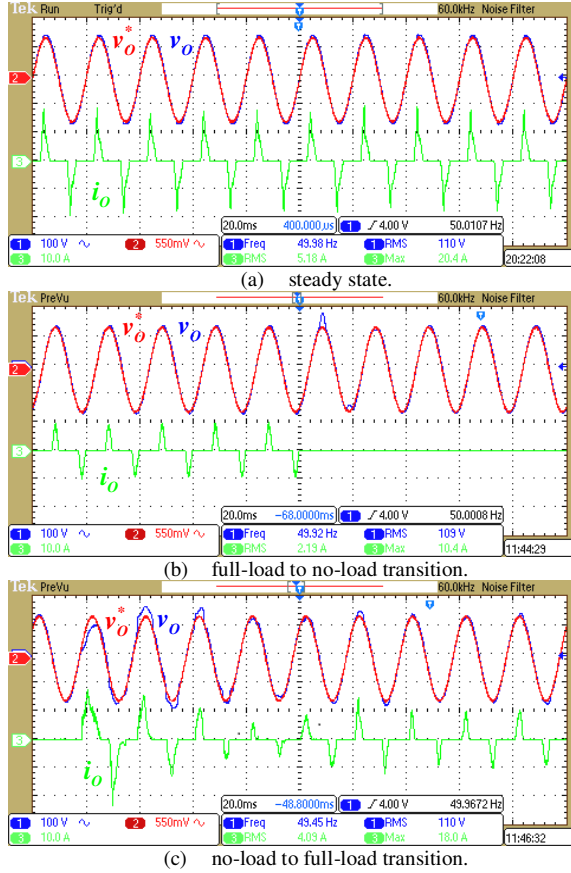 Tek Run Trig'd 60.0kHz Noise Filter
v*O vO
2
3
iO
20.0ms 400.000µs 1 ƒ 4.00 V 50.0107 Hz
1 100 V 2 550mV 1 Freq 49.98 Hz 1 RMS 110 V
3 10.0 A 3 RMS 5.18 A 3 Max 20.4 A 20:22:08
(a) steady state.
Tek PreVu 60.0kHz Noise Filter
v*O vO
2
3
iO
20.0ms -68.0000ms 1 ƒ 4.00 V 50.0008 Hz
1 100 V 2 550mV 1 Freq 49.92 Hz 1 RMS 109 V
3 10.0 A 3 RMS 2.19 A 3 Max 10.4 A 11:44:29
(b) full-load to no-load transition.
Tek PreVu 60.0kHz Noise Filter
v*O vO
2
3
iO
20.0ms -48.8000ms 1 ƒ 4.00 V 49.9672 Hz
1 100 V 2 550mV 1 Freq 49.45 Hz 1 RMS 110 V
3 10.0 A 3 RMS 4.09 A 3 Max 18.0 A 11:46:32
(c) no-load to full-load transition.